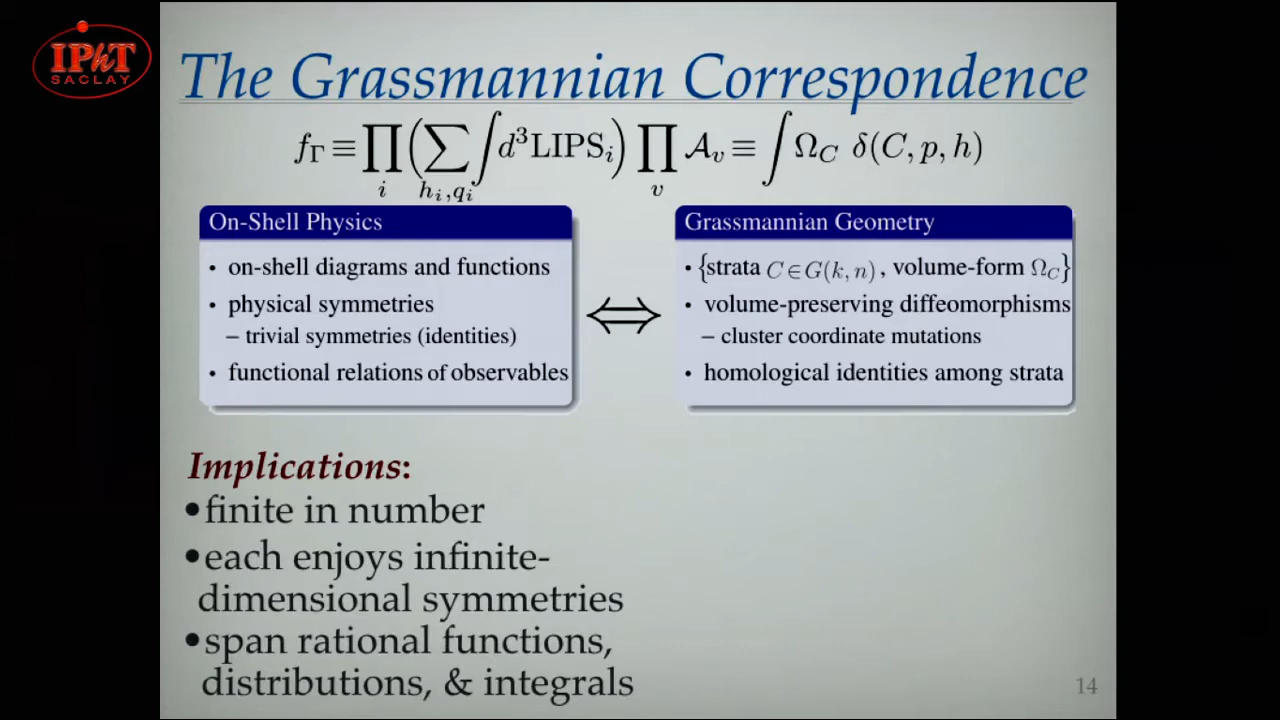 IPhT
SACLAY
The Grassmannian Correspondence
f_Γ ≡ ∏_i (∑_{h_i,q_i} ∫ d³LIPS_i) ∏_v 𝒜_v ≡ ∫ Ω_C δ(C, p, h)
On-Shell Physics
• on-shell diagrams and functions
• physical symmetries
– trivial symmetries (identities)
• functional relations of observables
⇔
Grassmannian Geometry
• {strata C∈G(k, n), volume-form Ω_C}
• volume-preserving diffeomorphisms
– cluster coordinate mutations
• homological identities among strata
Implications:
•finite in number
•each enjoys infinite-
dimensional symmetries
•span rational functions,
distributions, & integrals
14